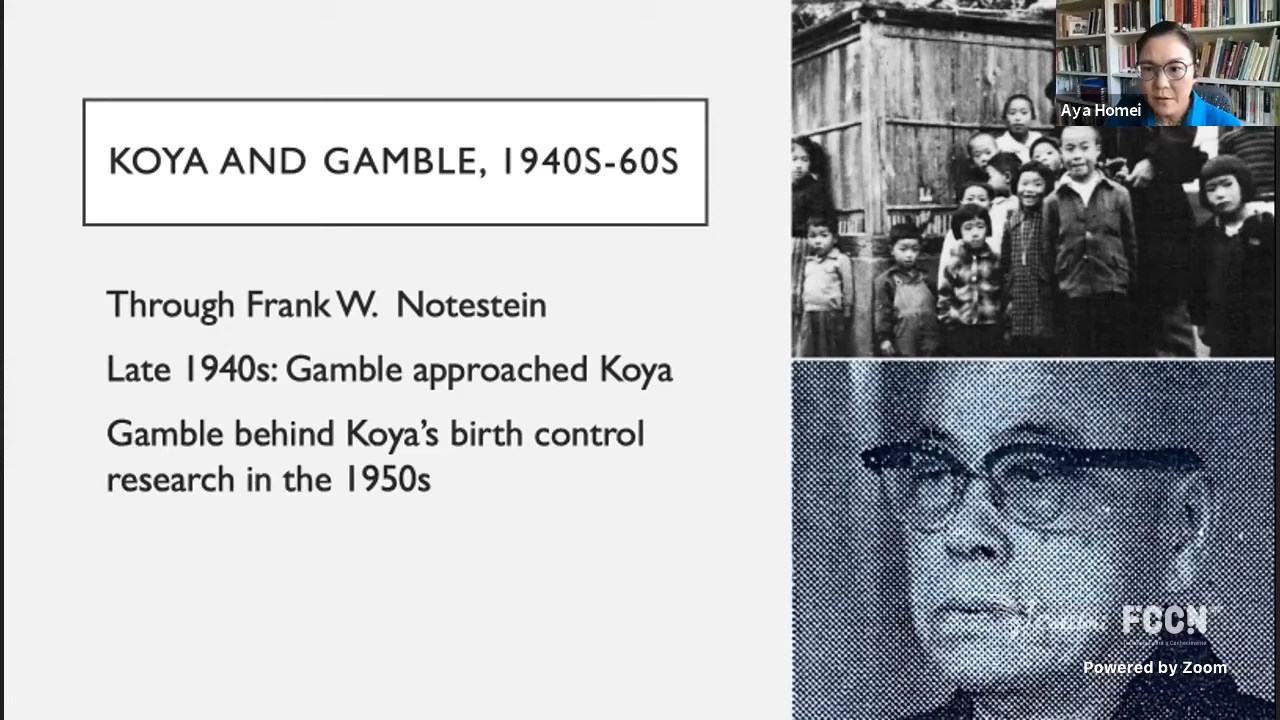 Aya Homei
KOYA AND GAMBLE, 1940S-60S
Through Frank W. Notestein
Late 1940s: Gamble approached Koya
Gamble behind Koya's birth control
research in the 1950s
FCCN
Powered by Zoom